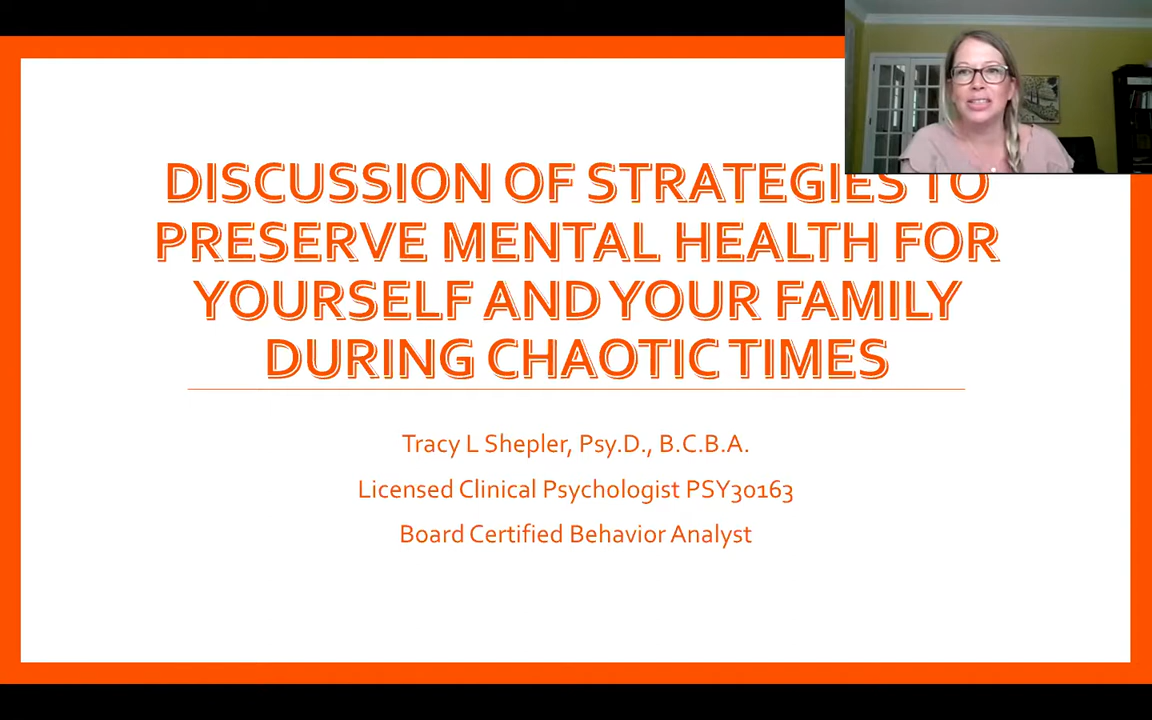 DISCUSSION OF STRATEGIES TO
PRESERVE MENTAL HEALTH FOR
YOURSELF AND YOUR FAMILY
DURING CHAOTIC TIMES
Tracy L Shepler, Psy.D., B.C.B.A.
Licensed Clinical Psychologist PSY30163
Board Certified Behavior Analyst